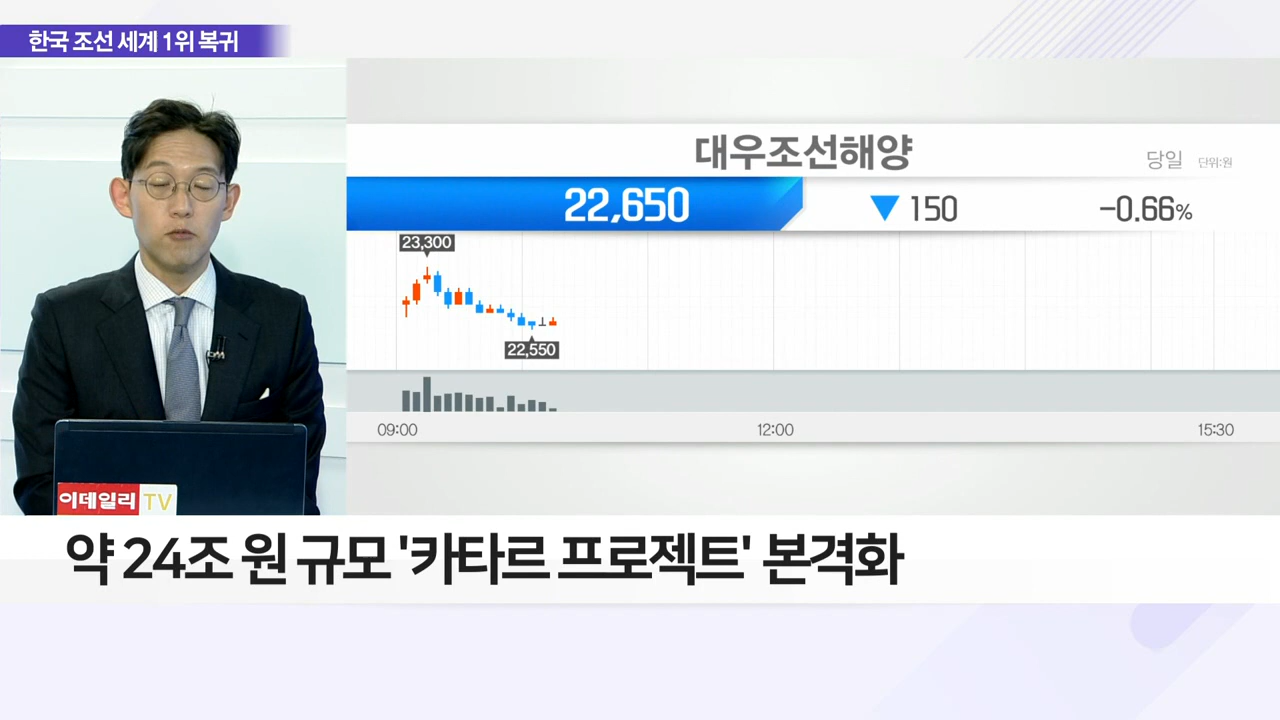 한국 조선 세계 1위 복귀
대우조선해양
당일 단위:원
22,650 ▼150 -0.66%
23,300
22,550
09:00 12:00 15:30
이데일리 TV
약 24조 원 규모 '카타르 프로젝트' 본격화